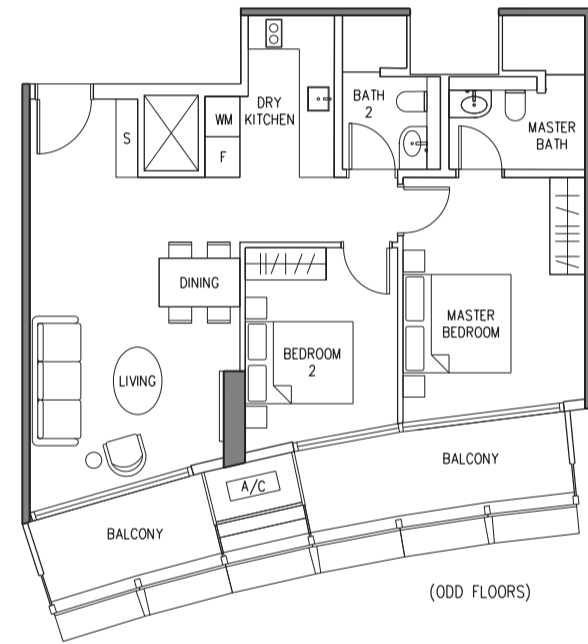 S
WM
F
DRY
KITCHEN
BATH
2
MASTER
BATH
DINING
LIVING
BEDROOM
2
MASTER
BEDROOM
A/C
BALCONY
BALCONY
(ODD FLOORS)